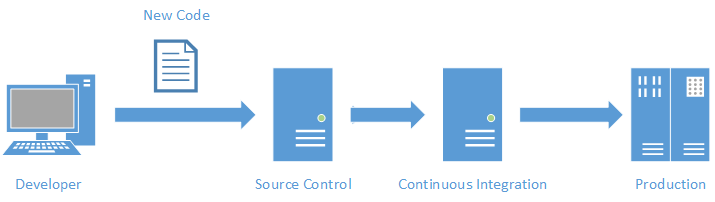 New Code
Developer
Source Control
Continuous Integration
Production